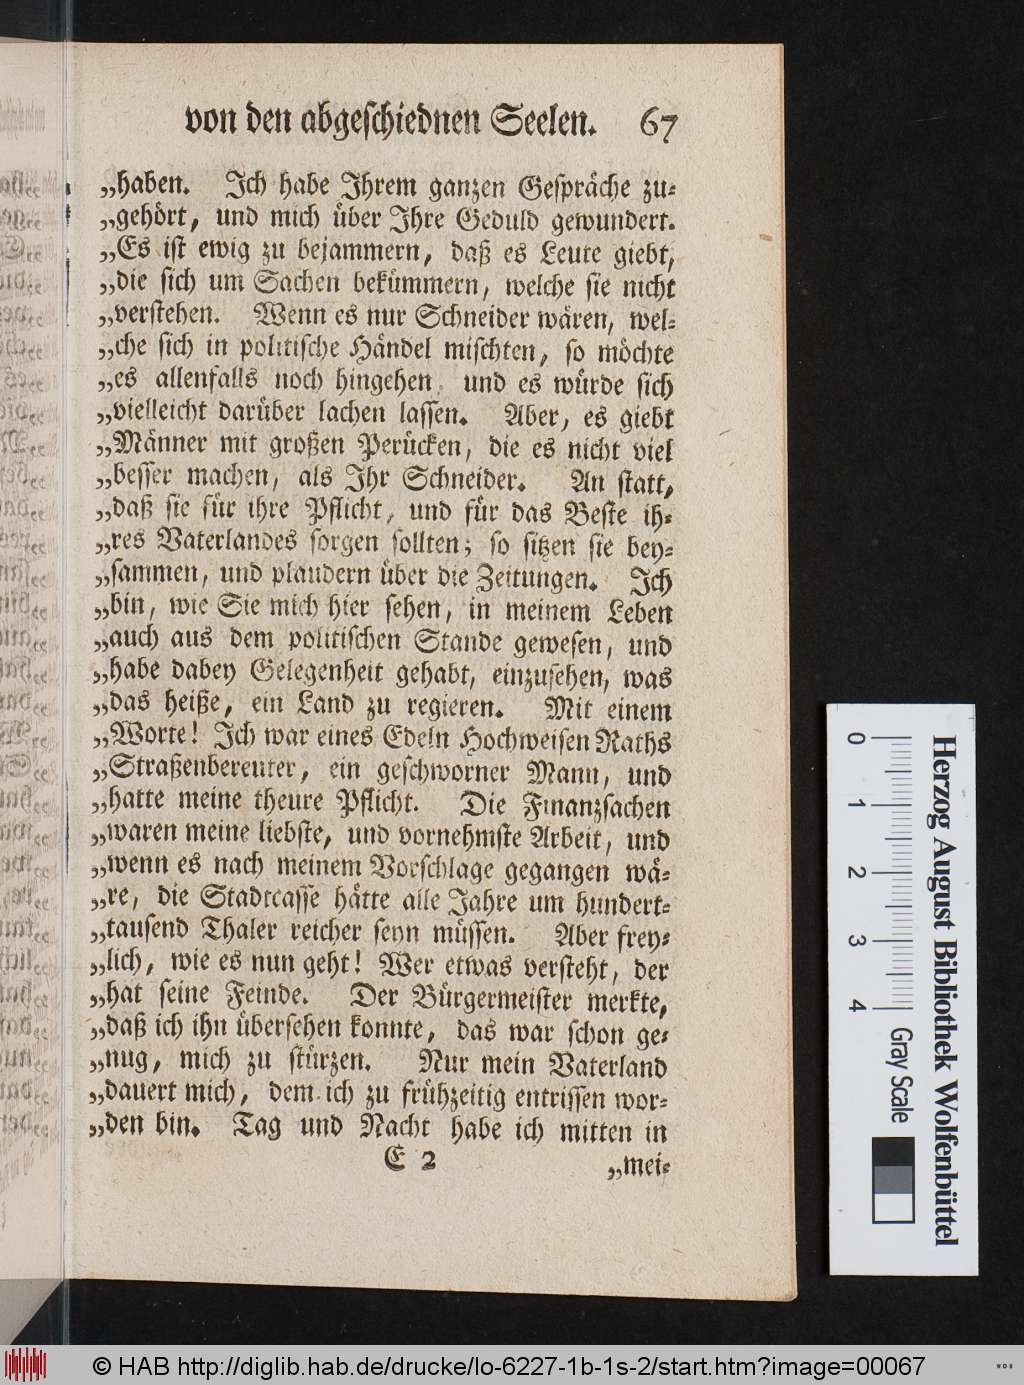 von den abgeschiednen Seelen. 67
„haben. Ich habe Ihrem ganzen Gespräche zu-
„gehört, und mich über Ihre Geduld gewundert.
„Es ist ewig zu bejammern, daß es Leute giebt,
„die sich um Sachen bekümmern, welche sie nicht
„verstehen. Wenn es nur Schneider wären, wel-
„che sich in politische Händel mischten, so möchte
„es allenfalls noch hingehen, und es würde sich
„vielleicht darüber lachen lassen. Aber, es giebt
„Männer mit großen Perücken, die es nicht viel
„besser machen, als Ihr Schneider. An statt,
„daß sie für ihre Pflicht, und für das Beste ih-
„res Vaterlandes sorgen sollten; so sitzen sie bey-
„sammen, und plaudern über die Zeitungen. Ich
„bin, wie Sie mich hier sehen, in meinem Leben
„auch aus dem politischen Stande gewesen, und
„habe dabey Gelegenheit gehabt, einzusehen, was
„das heiße, ein Land zu regieren. Mit einem
„Worte! Ich war eines Edeln Hochweisen Raths
„Straßenbereuter, ein geschworner Mann, und
„hatte meine theure Pflicht. Die Finanzsachen
„waren meine liebste, und vornehmste Arbeit, und
„wenn es nach meinem Vorschlage gegangen wä-
„re, die Stadtcasse hätte alle Jahre um hundert-
„tausend Thaler reicher seyn müssen. Aber frey-
„lich, wie es nun geht! Wer etwas versteht, der
„hat seine Feinde. Der Bürgermeister merkte,
„daß ich ihn übersehen konnte, das war schon ge-
„nug, mich zu stürzen. Nur mein Vaterland
„dauert mich, dem ich zu frühzeitig entrissen wor-
„den bin. Tag und Nacht habe ich mitten in
E 2 „mei-
Herzog August Bibliothek Wolfenbüttel
0 1 2 3 4 Gray Scale
© HAB http://diglib.hab.de/drucke/lo-6227-1b-1s-2/start.htm?image=00067